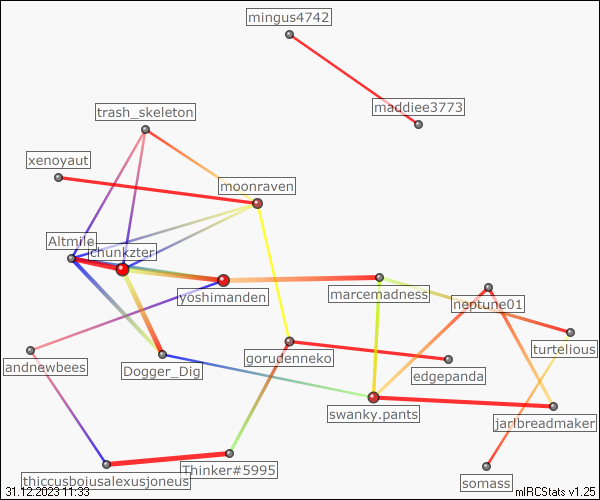 mingus4742
maddiee3773
trash_skeleton
xenoyaut
moonraven
Altmile
chunkzter
yoshimanden
marcemadness
neptune01
turtelious
andnewbees
Dogger_Dig
gorudenneko
edgepanda
swanky.pants
jarlbreadmaker
thiccusboiusalexusjoneus
Thinker#5995
somass
31.12.2023 11:33
mIRCStats v1.25